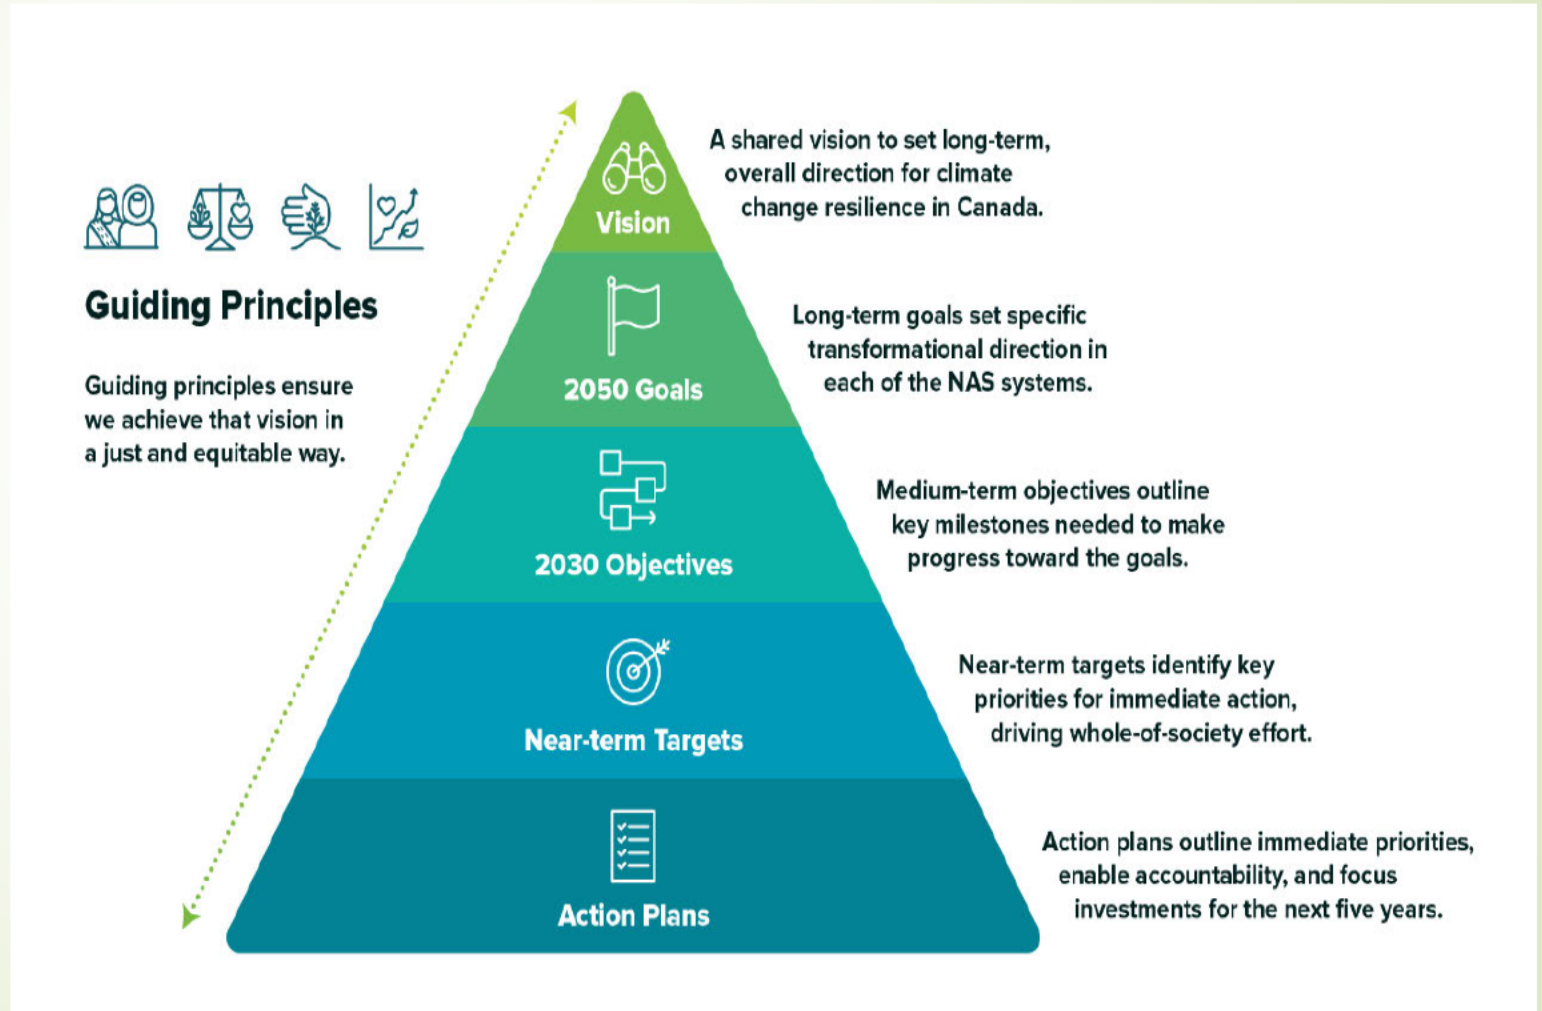 Guiding Principles
Guiding principles ensure
we achieve that vision in
a just and equitable way.
Vision
A shared vision to set long-term,
overall direction for climate
change resilience in Canada.
2050 Goals
Long-term goals set specific
transformational direction in
each of the NAS systems.
2030 Objectives
Medium-term objectives outline
key milestones needed to make
progress toward the goals.
Near-term Targets
Near-term targets identify key
priorities for immediate action,
driving whole-of-society effort.
Action Plans
Action plans outline immediate priorities,
enable accountability, and focus
investments for the next five years.